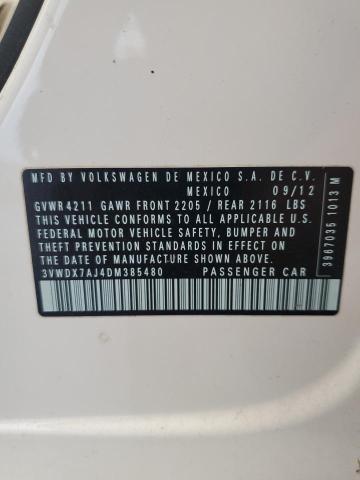 MFD BY VOLKSWAGEN DE MEXICO S.A. DE C.V.
MEXICO 09/12
GVWR 4211 GAWR FRONT 2205 / REAR 2116 LBS
THIS VEHICLE CONFORMS TO ALL APPLICABLE U.S.
FEDERAL MOTOR VEHICLE SAFETY, BUMPER AND
THEFT PREVENTION STANDARDS IN EFFECT ON
THE DATE OF MANUFACTURE SHOWN ABOVE.
3VWDX7AJ4DM385480 PASSENGER CAR
3967035 1013 M